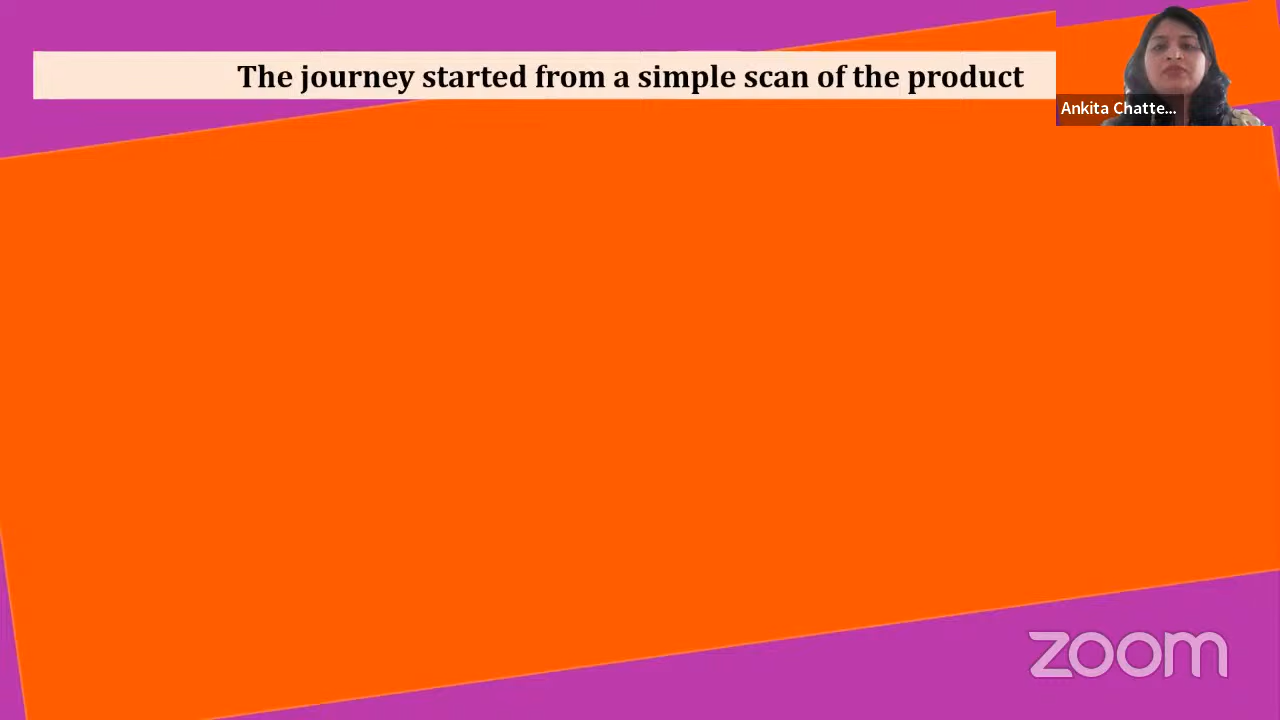 The journey started from a simple scan of the product
Ankita Chatte...
zoom